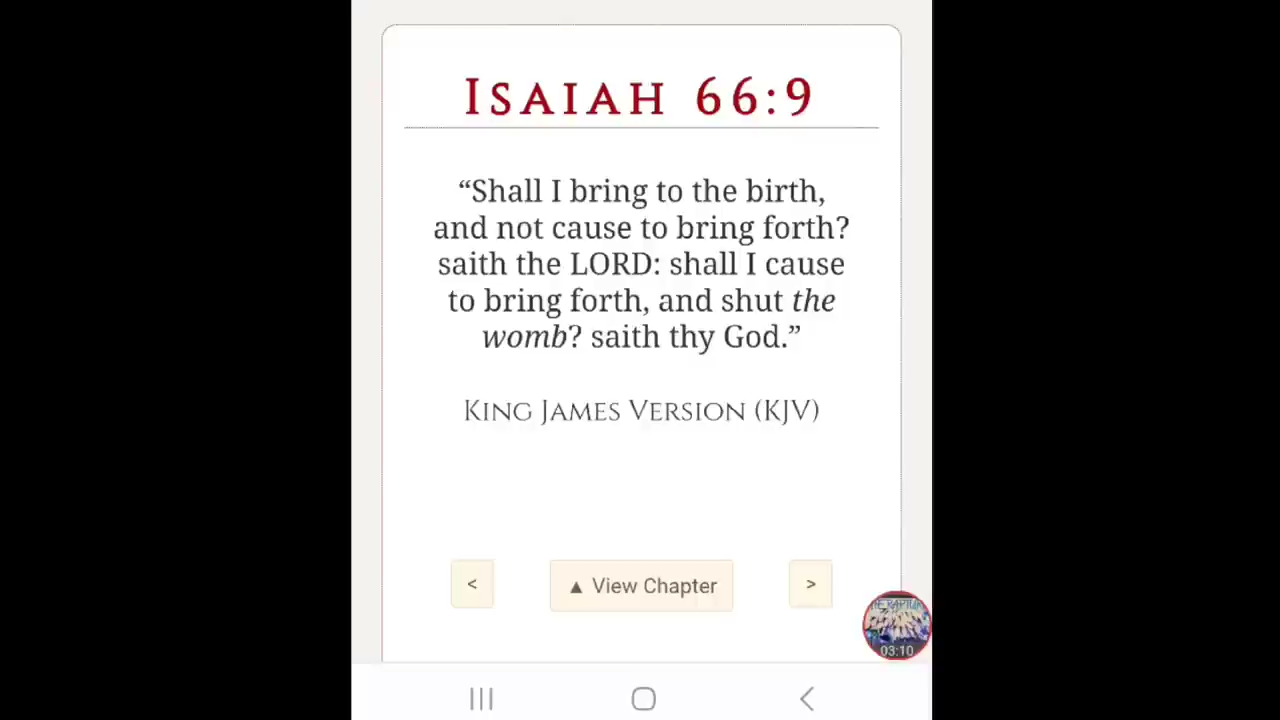 Isaiah 66:9
“Shall I bring to the birth,
and not cause to bring forth?
saith the LORD: shall I cause
to bring forth, and shut the
womb? saith thy God.”
King James Version (KJV)
<
▲ View Chapter
>
03:10